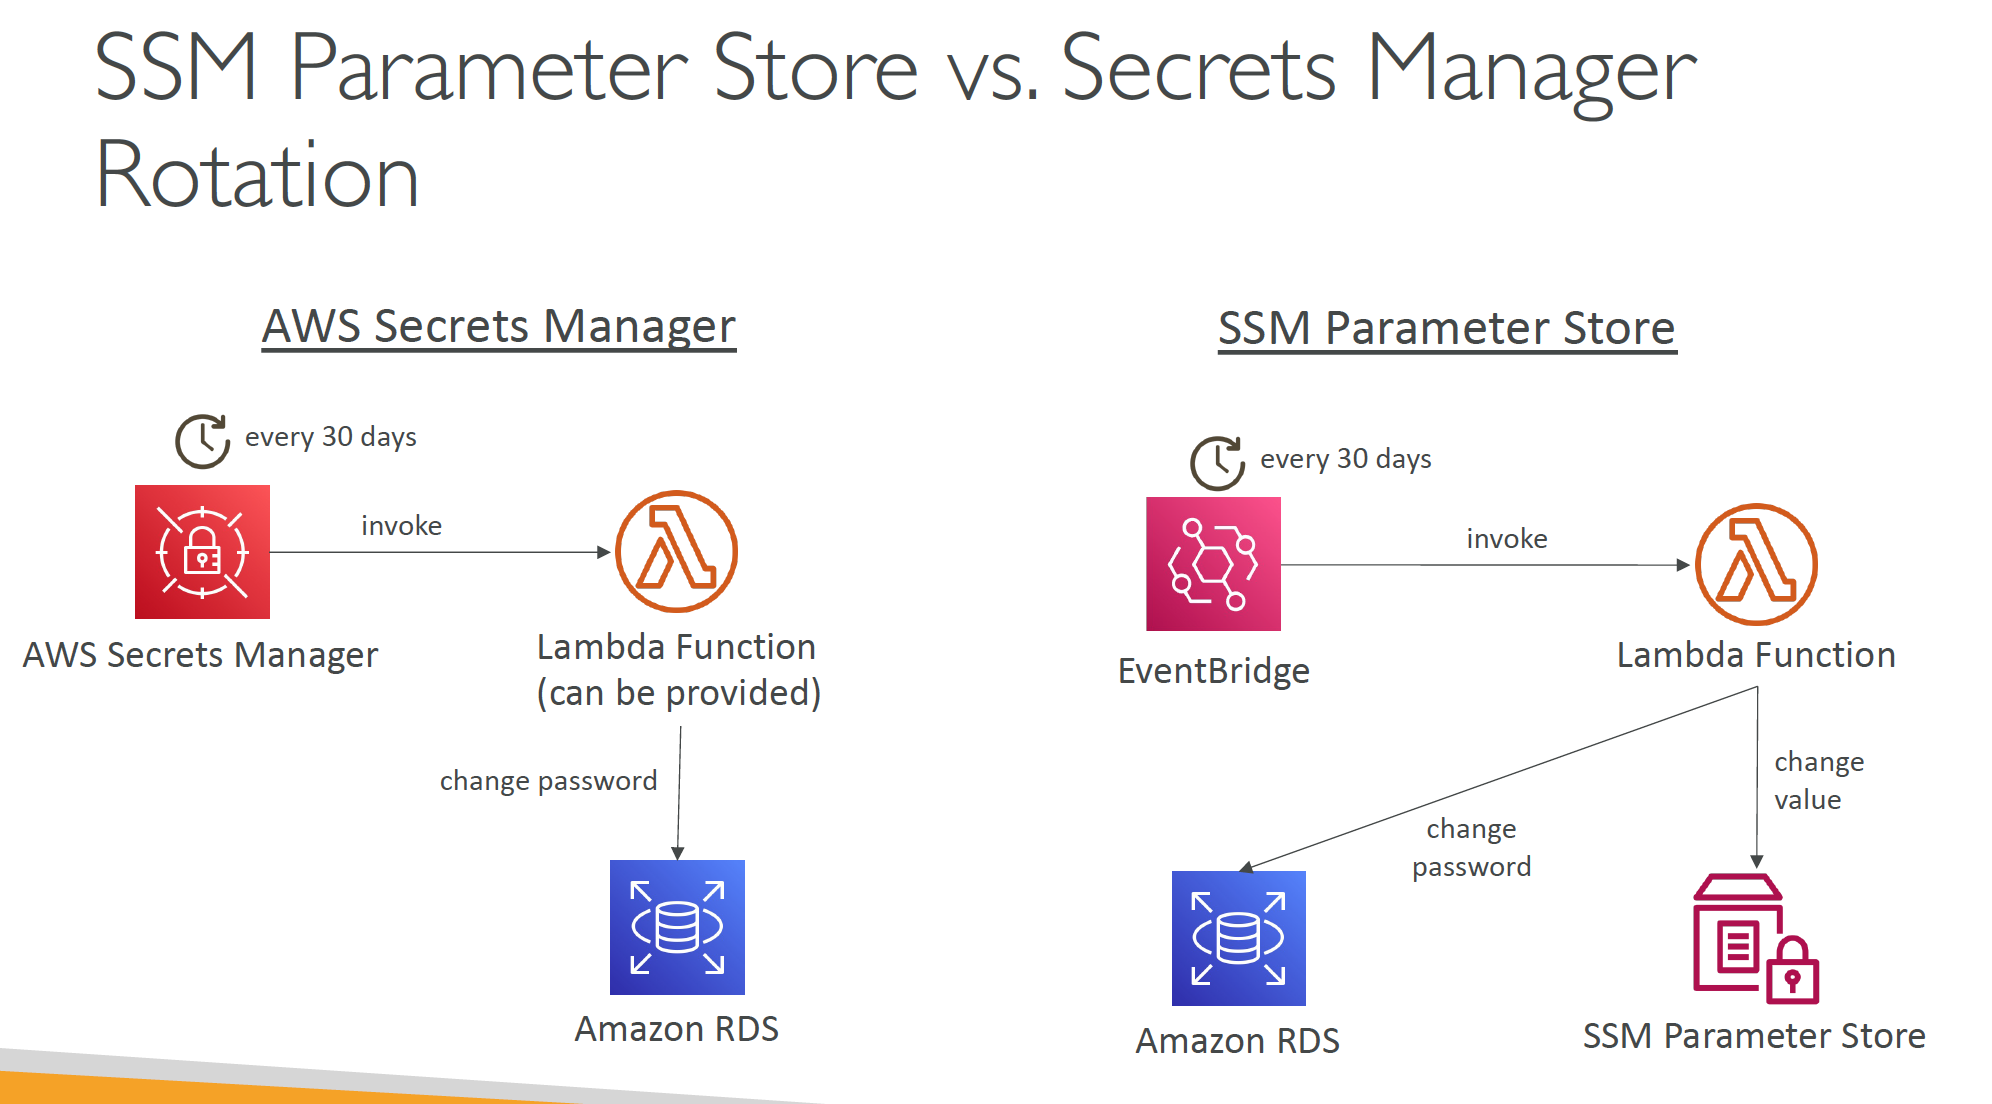 SSM Parameter Store vs. Secrets Manager
Rotation
AWS Secrets Manager
every 30 days
invoke
AWS Secrets Manager
Lambda Function
(can be provided)
change password
Amazon RDS
SSM Parameter Store
every 30 days
invoke
EventBridge
Lambda Function
change
value
change
password
Amazon RDS
SSM Parameter Store